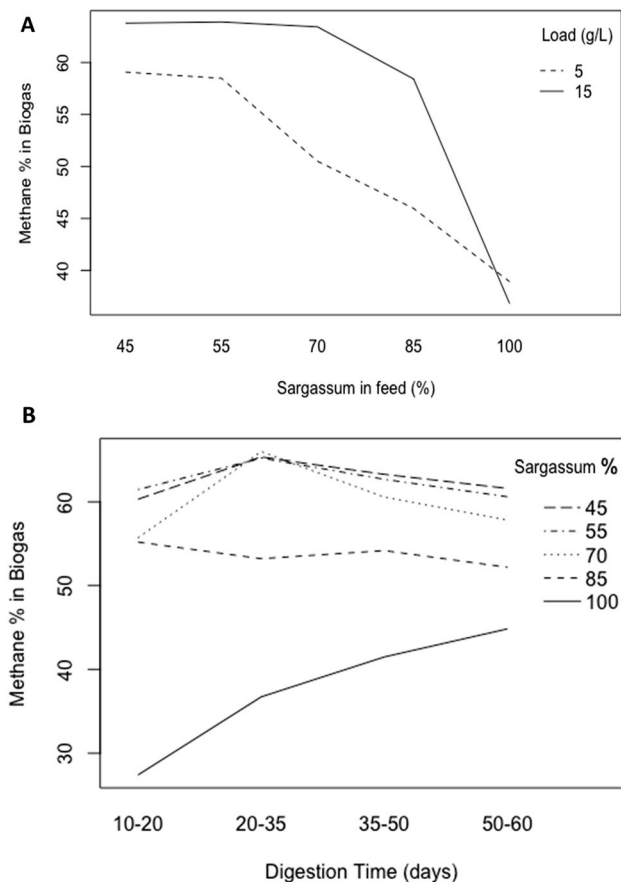 A
Load (g/L)
5
15
Methane % in Biogas
60
55
50
45
40
45 55 70 85 100
Sargassum in feed (%)
B
Sargassum %
45
55
70
85
100
Methane % in Biogas
60
50
40
30
10-20 20-35 35-50 50-60
Digestion Time (days)